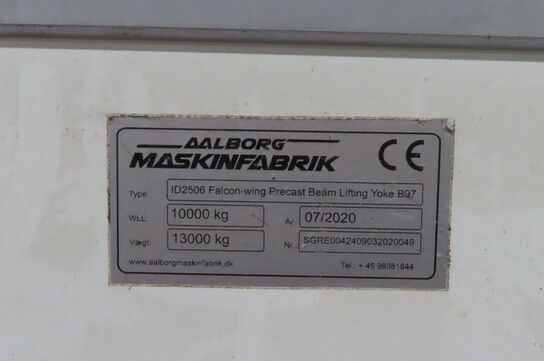 AALBORG
MASKINFABRIK CE
Type: ID2506 Falcon-wing Precast Beam Lifting Yoke B97
WLL: 10000 kg År: 07/2020
Vægt: 13000 kg Nr.: SGRE0042409032020049
www.aalborgmaskinfabrik.dk Tel.: + 45 98381844